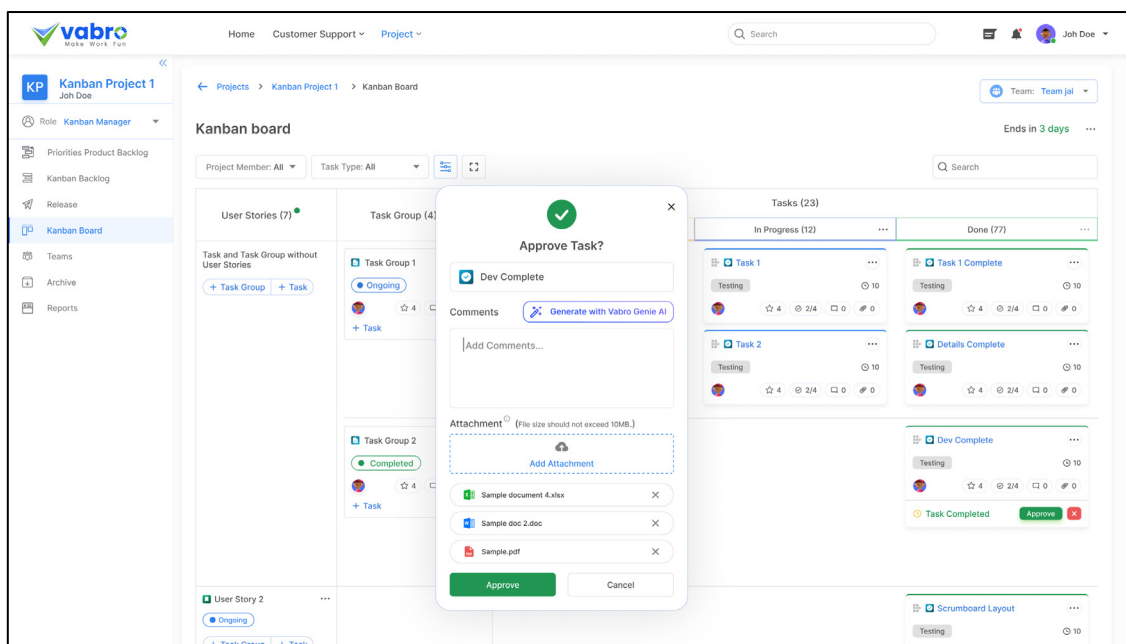 vabro
Make Work Fun
Home Customer Support Project
Search
Joh Doe
KP
Kanban Project 1
Joh Doe
Role Kanban Manager
Priorities Product Backlog
Kanban Backlog
Release
Kanban Board
Teams
Archive
Reports
Projects > Kanban Project 1 > Kanban Board
Team: Team jai
Kanban board
Ends in 3 days
Project Member: All
Task Type: All
Search
User Stories (7)
Task Group (4)
Tasks (23)
In Progress (12)
Done (77)
Task and Task Group without
User Stories
+ Task Group + Task
Task Group 1
Ongoing
4
+ Task
Task Group 2
Completed
4
+ Task
User Story 2
Ongoing
+ Task Group + Task
Approve Task?
Dev Complete
Comments
Generate with Vabro Genie AI
Add Comments...
Attachment (File size should not exceed 10MB.)
Add Attachment
Sample document 4.xlsx
Sample doc 2.doc
Sample.pdf
Approve
Cancel
Task 1
Testing 10
4 2/4 0 0
Task 2
Testing 10
4 2/4 0 0
Task 1 Complete
Testing 10
4 2/4 0 0
Details Complete
Testing 10
4 2/4 0 0
Dev Complete
Testing 10
4 2/4 0 0
Task Completed Approve
Scrumboard Layout
Testing 10